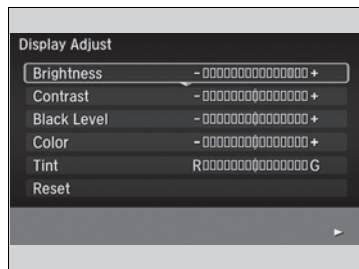 Display Adjust
Brightness - +
Contrast - +
Black Level - +
Color - +
Tint R G
Reset